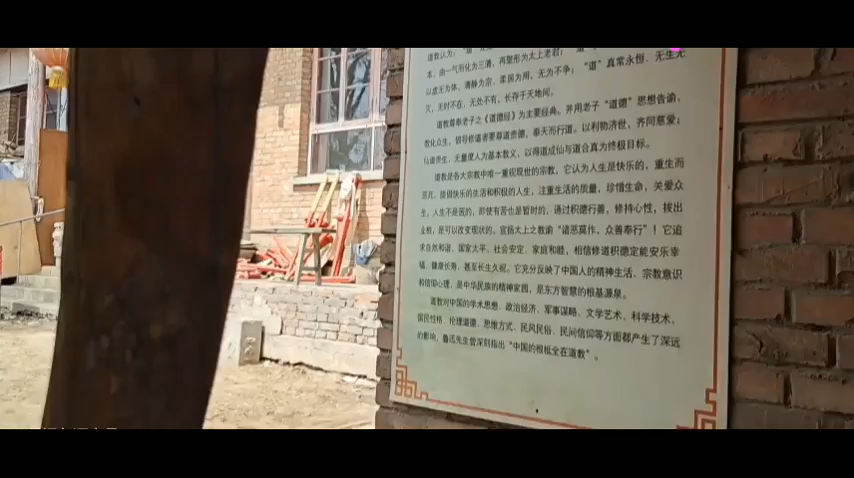 道教认为：“道
本，由一气而化为三清，再聚形为太上老君；
以虚无为体，清静为宗，柔弱为用，无为不争；“道”真常永恒，无生无
灭，无时不在，无处不有，长存于天地间。
道教尊奉老子之《道德经》为主要经典。并用老子“道德”思想告谕、
教化众生，倡导修道者要尊道贵德，奉天而行道。以利物济世，齐同慈爱；
仙道贵生，无量度人为基本教义，以得道成仙与道合真为终极目标。
道教是各大宗教中唯一重视现世的宗教，它认为人生是快乐的，重生而
恶死，提倡快乐的生活和积极的人生，注重生活的质量，珍惜生命，关爱众
生，人生不是苦的，即使有苦也是暂时的，通过积德行善，修持心性，拔出
业根，是可以改变现状的。宣扬太上之教谕“诸恶莫作，众善奉行”！它追
求自然和谐、国家太平、社会安定、家庭和睦，相信修道积德定能安乐幸
福、健康长寿，甚至长生久视。它充分反映了中国人的精神生活、宗教意识
和信仰心理，是中华民族的精神家园，是东方智慧的根基源泉。
道教对中国的学术思想、政治经济、军事谋略、文学艺术、科学技术、
国民性格、伦理道德、思维方式、民风民俗、民间信仰等方面都产生了深远
的影响，鲁迅先生曾深刻指出“中国的根柢全在道教”。